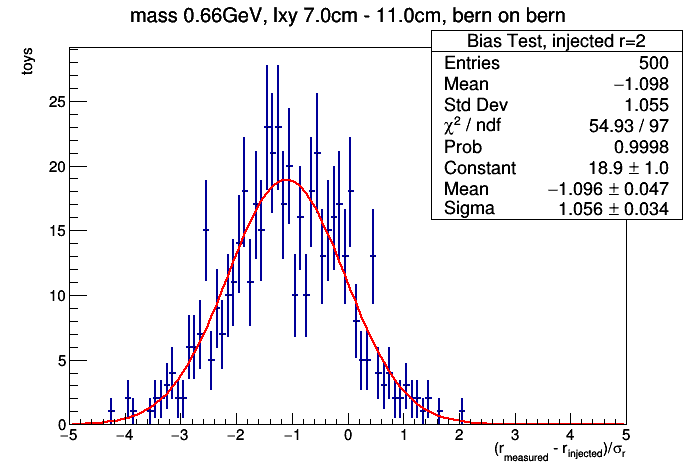 mass 0.66GeV, lxy 7.0cm - 11.0cm, bern on bern
toys
Bias Test, injected r=2
Entries 500
Mean −1.098
Std Dev 1.055
χ² / ndf 54.93 / 97
Prob 0.9998
Constant 18.9 ± 1.0
Mean −1.096 ± 0.047
Sigma 1.056 ± 0.034
25
20
15
10
5
0
−5 −4 −3 −2 −1 0 1 2 3 4 5
(r_measured - r_injected)/σ_r